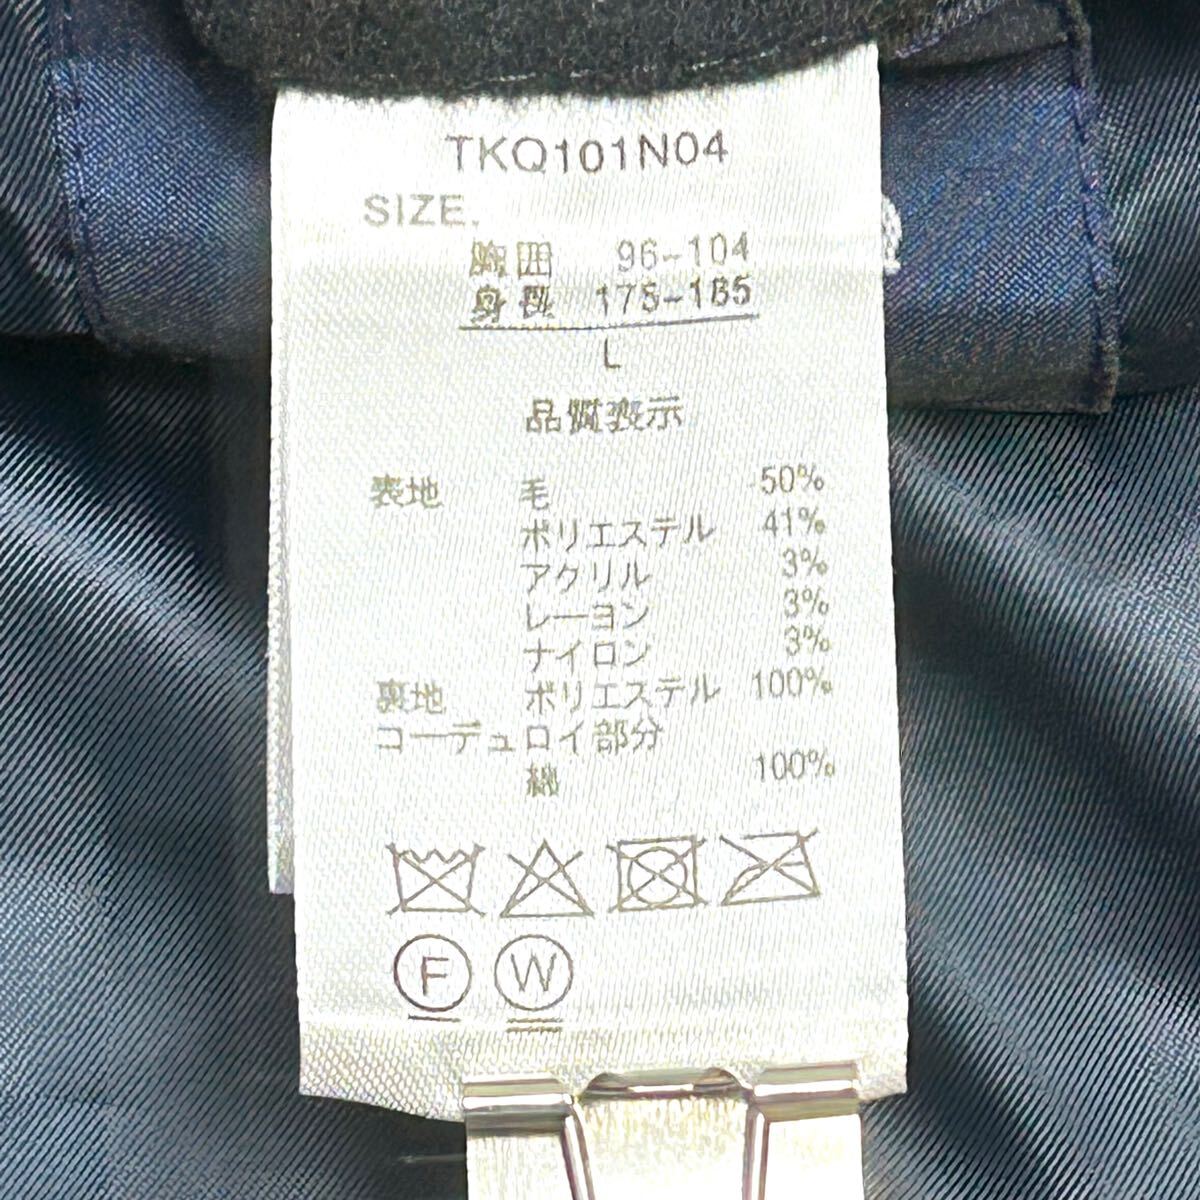 TKQ101N04
SIZE.
胸囲 96-104
身長 175-185
L
品質表示
表地 毛 50%
ポリエステル 41%
アクリル 3%
レーヨン 3%
ナイロン 3%
裏地 ポリエステル 100%
コーデュロイ部分
綿 100%
F W